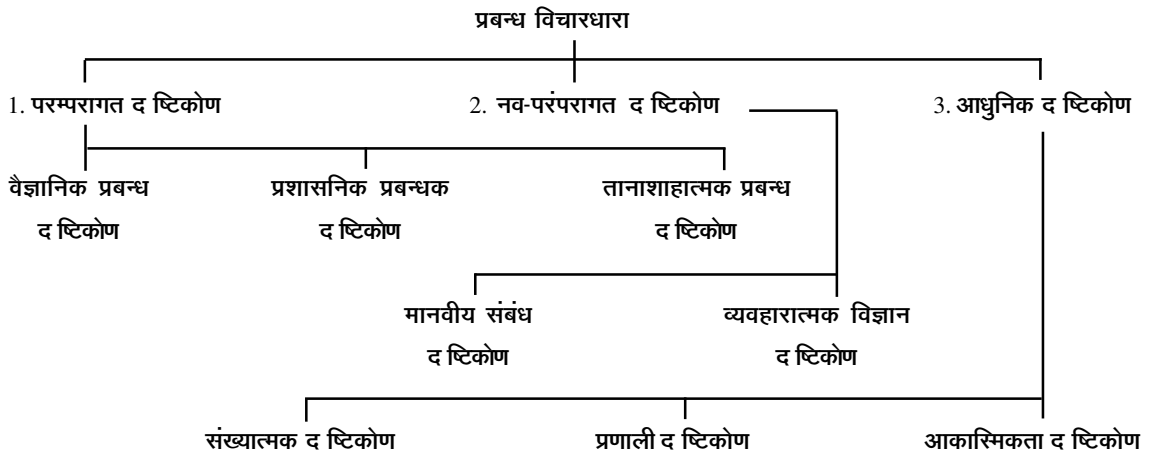 प्रबन्ध विचारधारा
1. परम्परागत द ष्टिकोण
2. नव-परंपरागत द ष्टिकोण
3. आधुनिक द ष्टिकोण
वैज्ञानिक प्रबन्ध
द ष्टिकोण
प्रशासनिक प्रबन्धक
द ष्टिकोण
तानाशाहात्मक प्रबन्ध
द ष्टिकोण
मानवीय संबंध
द ष्टिकोण
व्यवहारात्मक विज्ञान
द ष्टिकोण
संख्यात्मक द ष्टिकोण
प्रणाली द ष्टिकोण
आकास्मिकता द ष्टिकोण